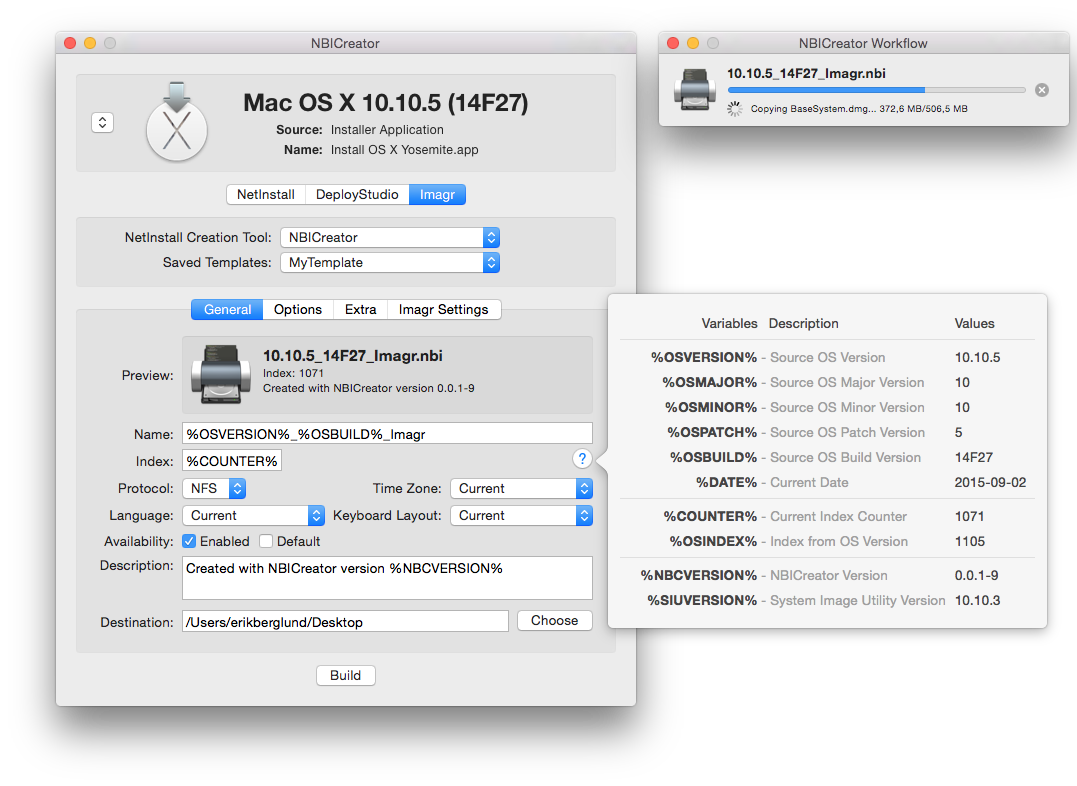 NBICreator
Mac OS X 10.10.5 (14F27)
Source: Installer Application
Name: Install OS X Yosemite.app
NetInstall DeployStudio Imagr
NetInstall Creation Tool: NBICreator
Saved Templates: MyTemplate
General Options Extra Imagr Settings
Preview:
10.10.5_14F27_Imagr.nbi
Index: 1071
Created with NBICreator version 0.0.1-9
Name: %OSVERSION%_%OSBUILD%_Imagr
Index: %COUNTER% ?
Protocol: NFS Time Zone: Current
Language: Current Keyboard Layout: Current
Availability: Enabled Default
Description: Created with NBICreator version %NBCVERSION%
Destination: /Users/erikberglund/Desktop Choose
Build
NBICreator Workflow
10.10.5_14F27_Imagr.nbi
Copying BaseSystem.dmg... 372,6 MB/506,5 MB
Variables Description Values
%OSVERSION% - Source OS Version 10.10.5
%OSMAJOR% - Source OS Major Version 10
%OSMINOR% - Source OS Minor Version 10
%OSPATCH% - Source OS Patch Version 5
%OSBUILD% - Source OS Build Version 14F27
%DATE% - Current Date 2015-09-02
%COUNTER% - Current Index Counter 1071
%OSINDEX% - Index from OS Version 1105
%NBCVERSION% - NBICreator Version 0.0.1-9
%SIUVERSION% - System Image Utility Version 10.10.3